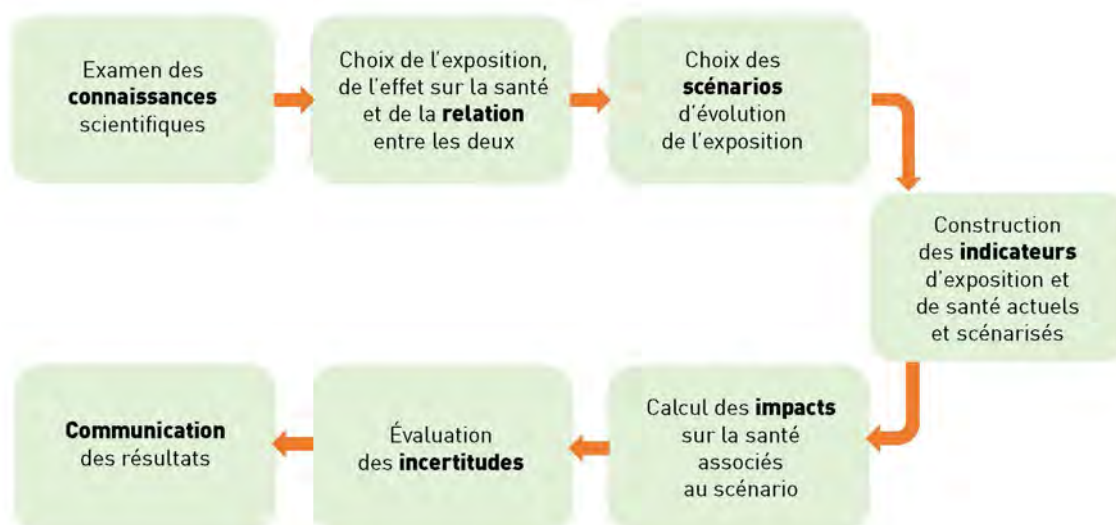 Examen des
connaissances
scientifiques
Choix de l'exposition,
de l'effet sur la santé
et de la relation
entre les deux
Choix des
scénarios
d'évolution
de l'exposition
Construction
des indicateurs
d'exposition et
de santé actuels
et scénarisés
Calcul des impacts
sur la santé
associés
au scénario
Évaluation
des incertitudes
Communication
des résultats